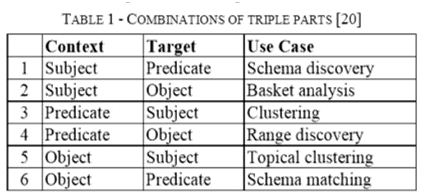 TABLE 1 - COMBINATIONS OF TRIPLE PARTS [20]
Context Target Use Case
1 Subject Predicate Schema discovery
2 Subject Object Basket analysis
3 Predicate Subject Clustering
4 Predicate Object Range discovery
5 Object Subject Topical clustering
6 Object Predicate Schema matching